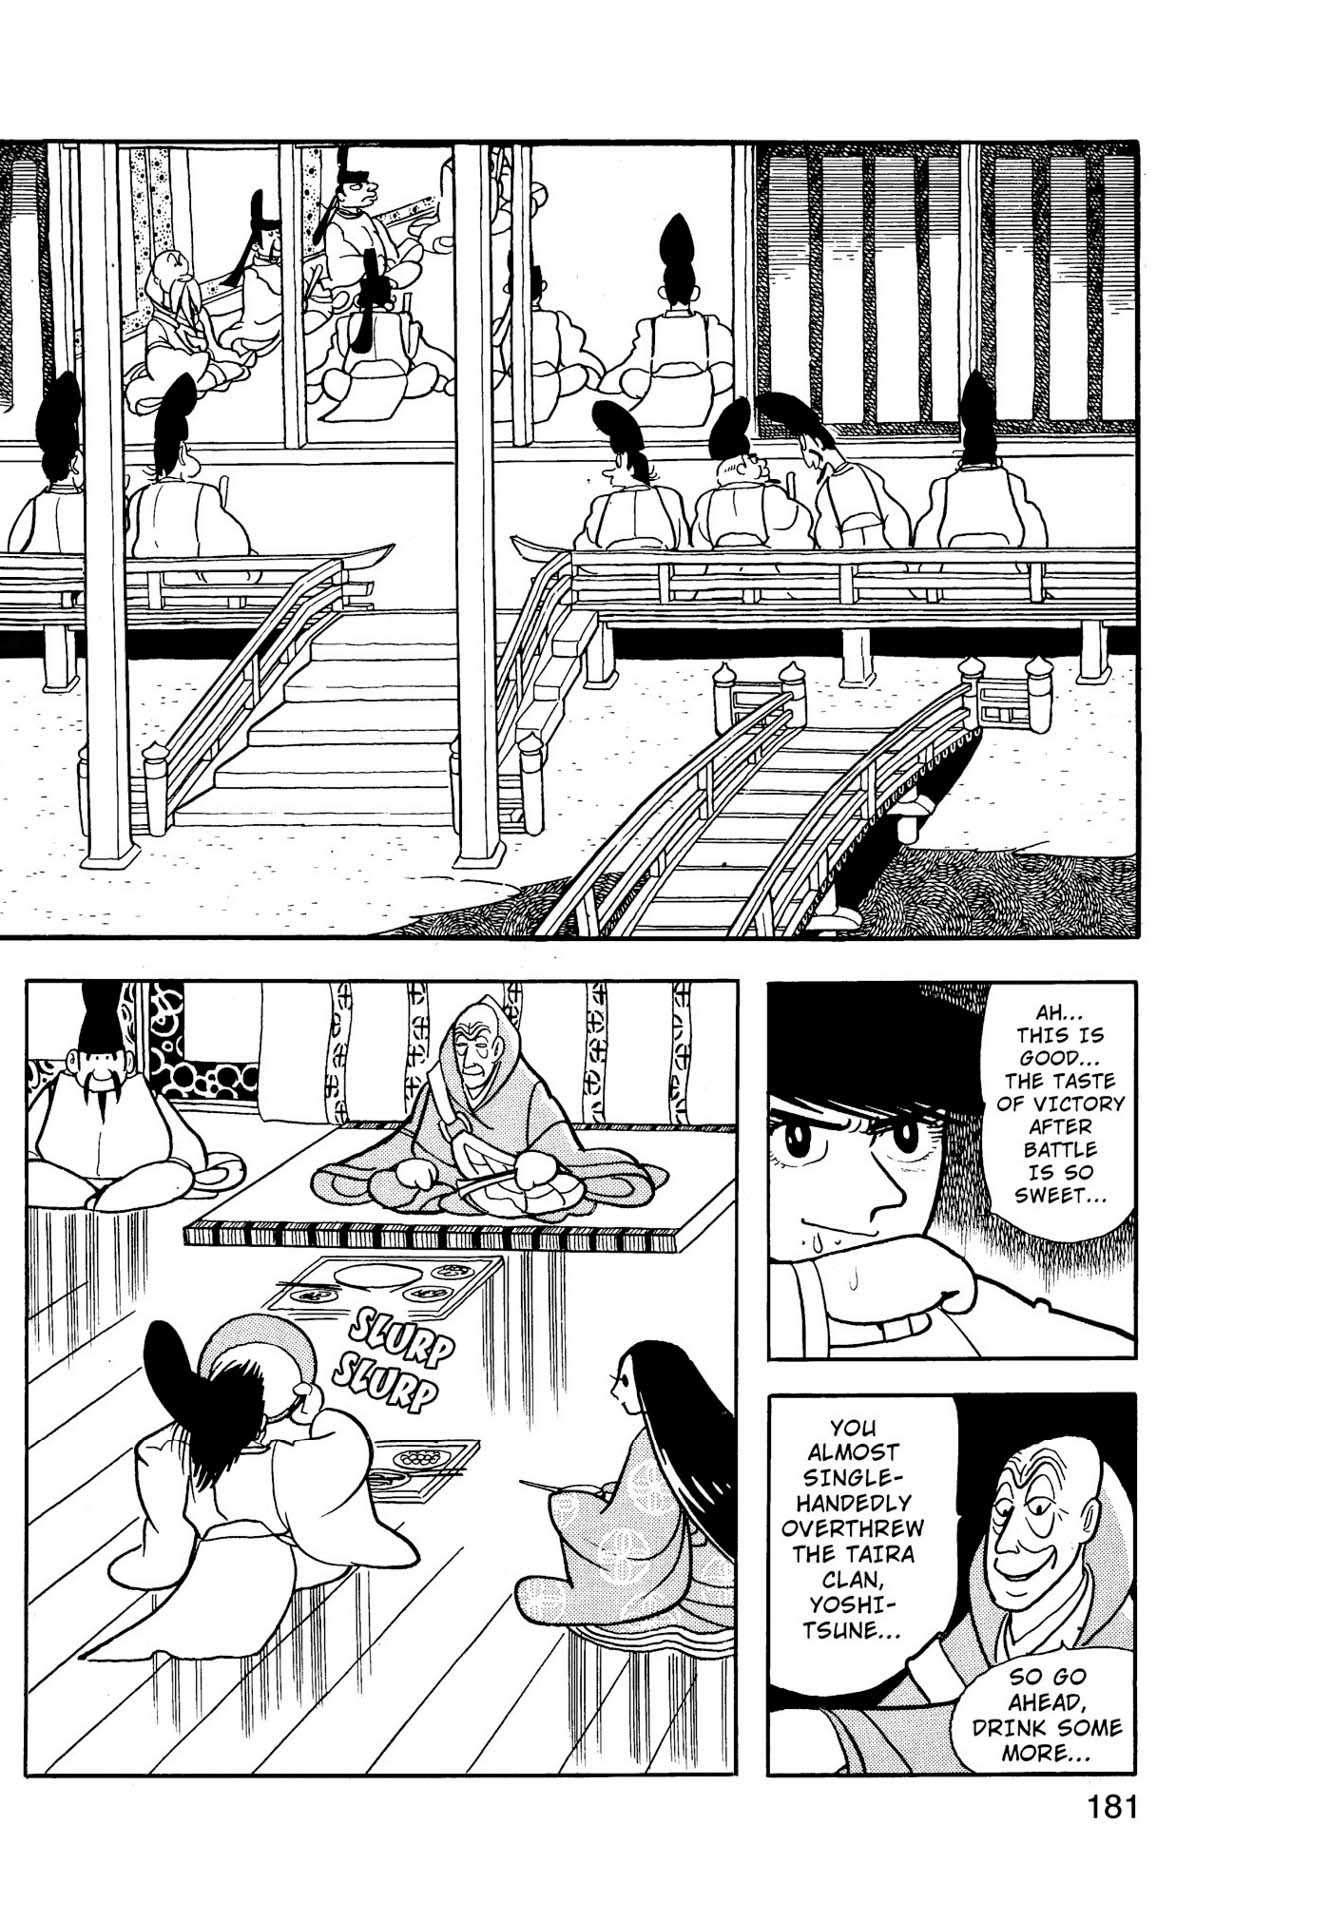 AH...
THIS IS
GOOD...
THE TASTE
OF VICTORY
AFTER
BATTLE
IS SO
SWEET...
YOU
ALMOST
SINGLE-
HANDEDLY
OVERTHREW
THE TAIRA
CLAN,
YOSHI-
TSUNE...
SO GO
AHEAD,
DRINK SOME
MORE...
SLURP
SLURP
181